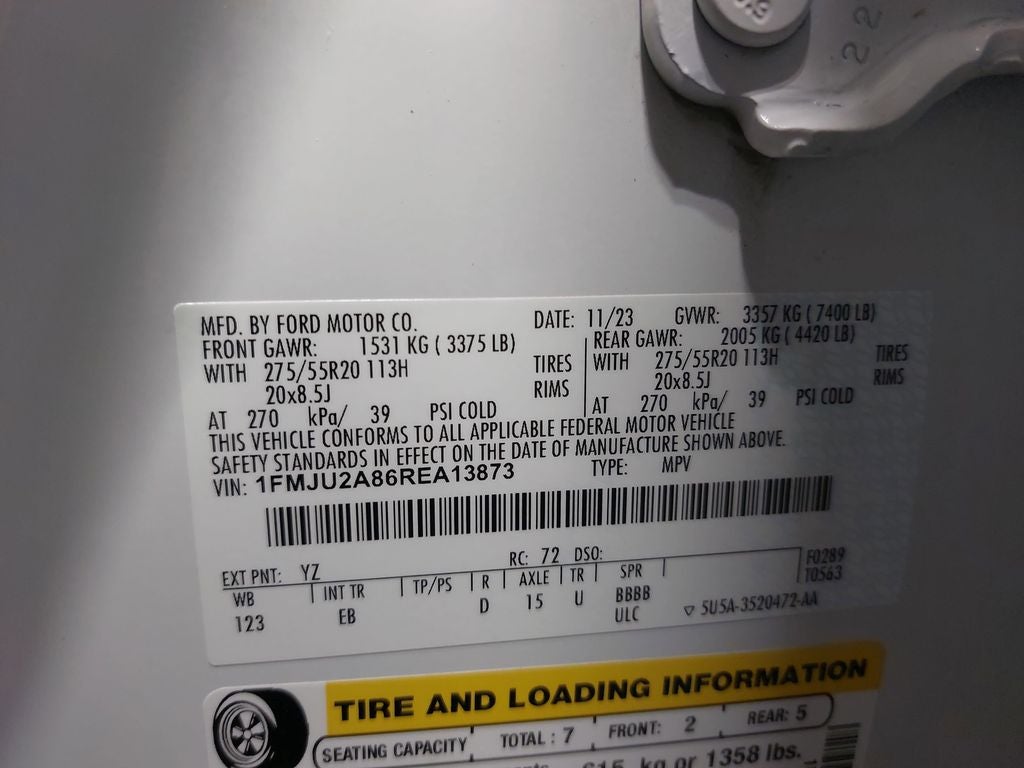 22
MFD. BY FORD MOTOR CO. DATE: 11/23 GVWR: 3357 KG ( 7400 LB)
FRONT GAWR: 1531 KG ( 3375 LB) REAR GAWR: 2005 KG ( 4420 LB)
WITH 275/55R20 113H TIRES WITH 275/55R20 113H TIRES
20x8.5J RIMS 20x8.5J RIMS
AT 270 kPa/ 39 PSI COLD AT 270 kPa/ 39 PSI COLD
THIS VEHICLE CONFORMS TO ALL APPLICABLE FEDERAL MOTOR VEHICLE
SAFETY STANDARDS IN EFFECT ON THE DATE OF MANUFACTURE SHOWN ABOVE.
VIN: 1FMJU2A86REA13873 TYPE: MPV
EXT PNT: YZ RC: 72 DSO: F0289
WB INT TR TP/PS R AXLE TR SPR T0563
123 EB D 15 U BBBB
ULC ▽ 5U5A-3520472-AA
TIRE AND LOADING INFORMATION
SEATING CAPACITY TOTAL : 7 FRONT: 2 REAR: 5
kg or 1358 lbs.